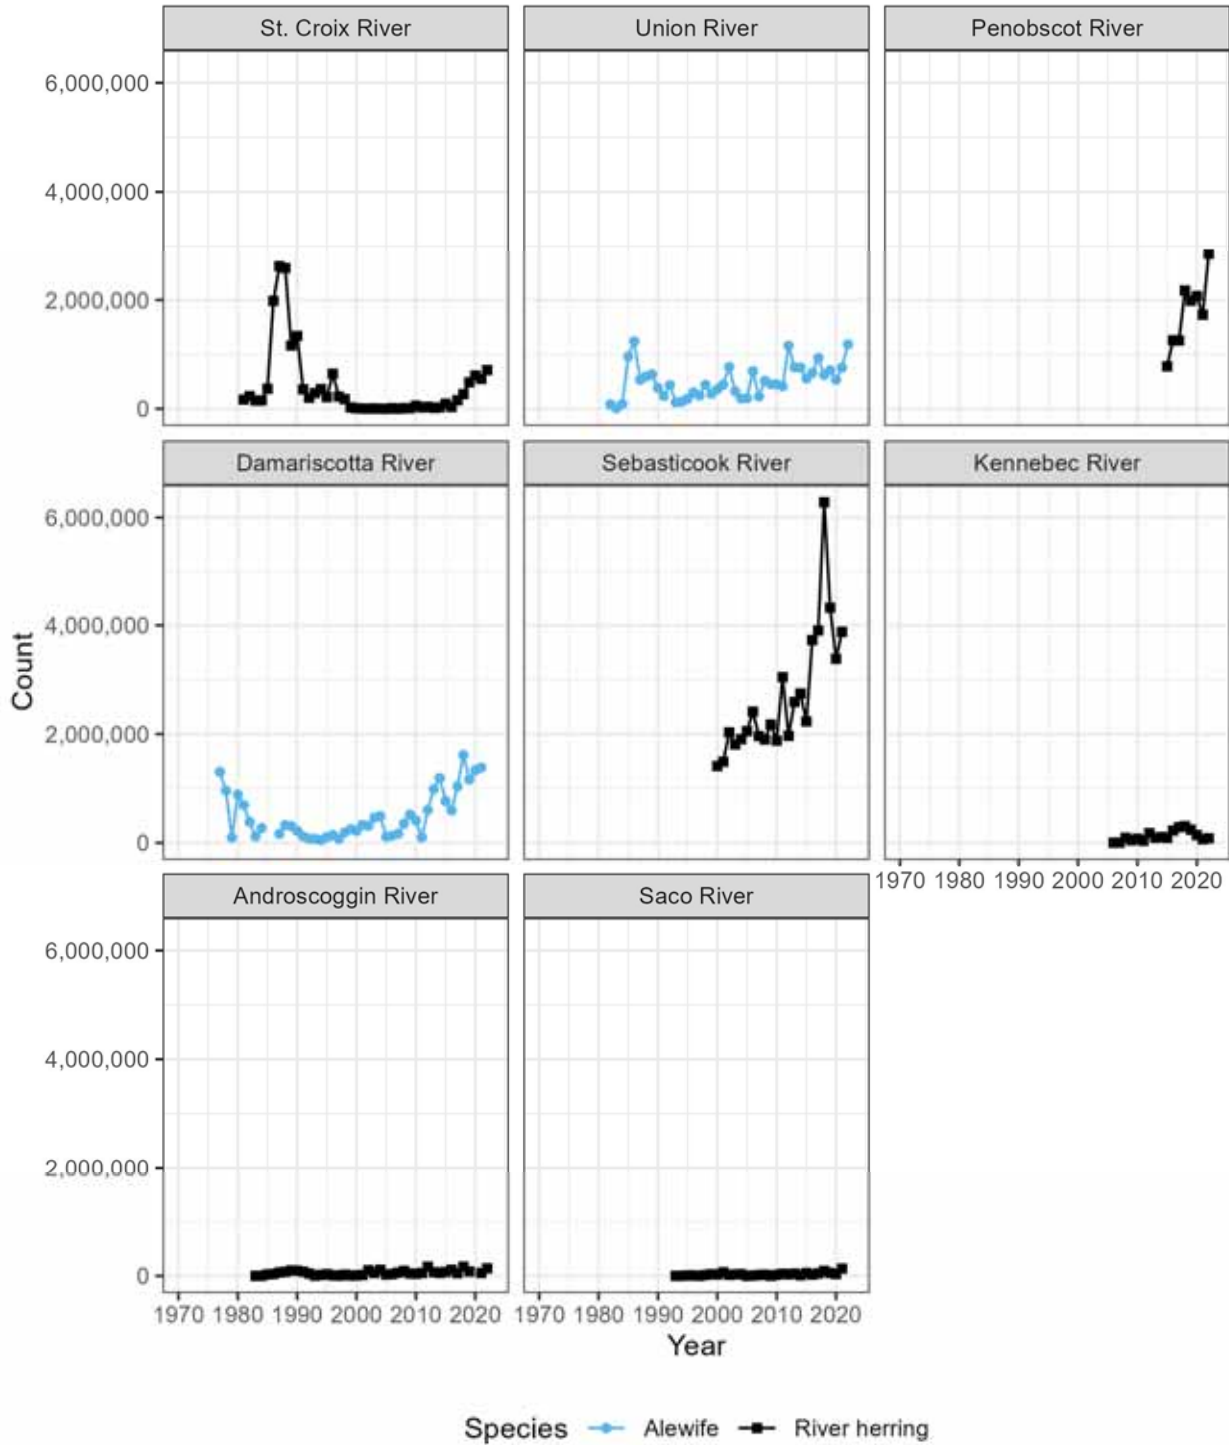 St. Croix River Union River Penobscot River
6,000,000
4,000,000
2,000,000
0
Damariscotta River Sebasticook River Kennebec River
6,000,000
4,000,000
2,000,000
0
1970 1980 1990 2000 2010 2020
Androscoggin River Saco River
6,000,000
4,000,000
2,000,000
0
1970 1980 1990 2000 2010 2020 1970 1980 1990 2000 2010 2020
Count
Year
Species Alewife River herring